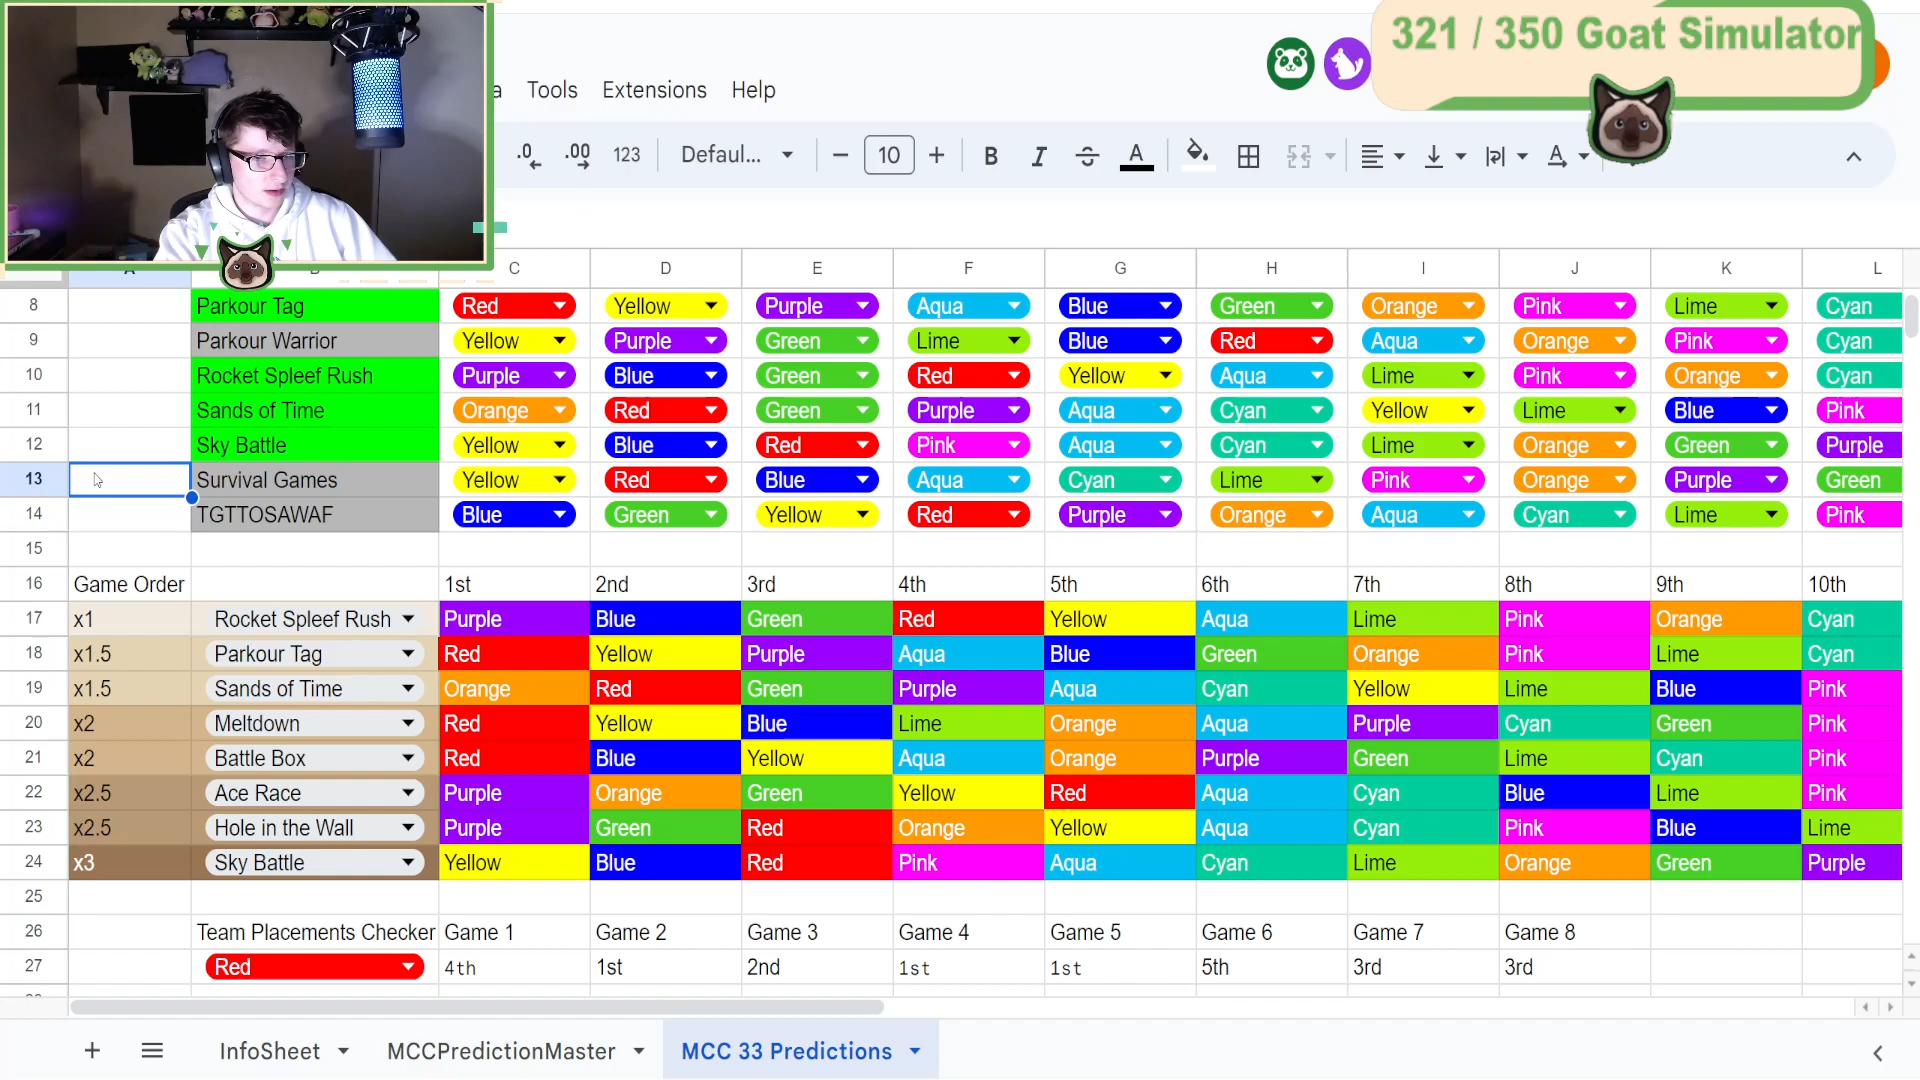 321 / 350 Goat Simulator
a Tools Extensions Help
.0 .00 123 Defaul... 10 B I A A
C D E F G H I J K L
8 Parkour Tag Red Yellow Purple Aqua Blue Green Orange Pink Lime Cyan
9 Parkour Warrior Yellow Purple Green Lime Blue Red Aqua Orange Pink Cyan
10 Rocket Spleef Rush Purple Blue Green Red Yellow Aqua Lime Pink Orange Cyan
11 Sands of Time Orange Red Green Purple Aqua Cyan Yellow Lime Blue Pink
12 Sky Battle Yellow Blue Red Pink Aqua Cyan Lime Orange Green Purple
13 Survival Games Yellow Red Blue Aqua Cyan Lime Pink Orange Purple Green
14 TGTTOSAWAF Blue Green Yellow Red Purple Orange Aqua Cyan Lime Pink
15
16 Game Order 1st 2nd 3rd 4th 5th 6th 7th 8th 9th 10th
17 x1 Rocket Spleef Rush Purple Blue Green Red Yellow Aqua Lime Pink Orange Cyan
18 x1.5 Parkour Tag Red Yellow Purple Aqua Blue Green Orange Pink Lime Cyan
19 x1.5 Sands of Time Orange Red Green Purple Aqua Cyan Yellow Lime Blue Pink
20 x2 Meltdown Red Yellow Blue Lime Orange Aqua Purple Cyan Green Pink
21 x2 Battle Box Red Blue Yellow Aqua Orange Purple Green Lime Cyan Pink
22 x2.5 Ace Race Purple Orange Green Yellow Red Aqua Cyan Blue Lime Pink
23 x2.5 Hole in the Wall Purple Green Red Orange Yellow Aqua Cyan Pink Blue Lime
24 x3 Sky Battle Yellow Blue Red Pink Aqua Cyan Lime Orange Green Purple
25
26 Team Placements Checker Game 1 Game 2 Game 3 Game 4 Game 5 Game 6 Game 7 Game 8
27 Red 4th 1st 2nd 1st 1st 5th 3rd 3rd
InfoSheet MCCPredictionMaster MCC 33 Predictions